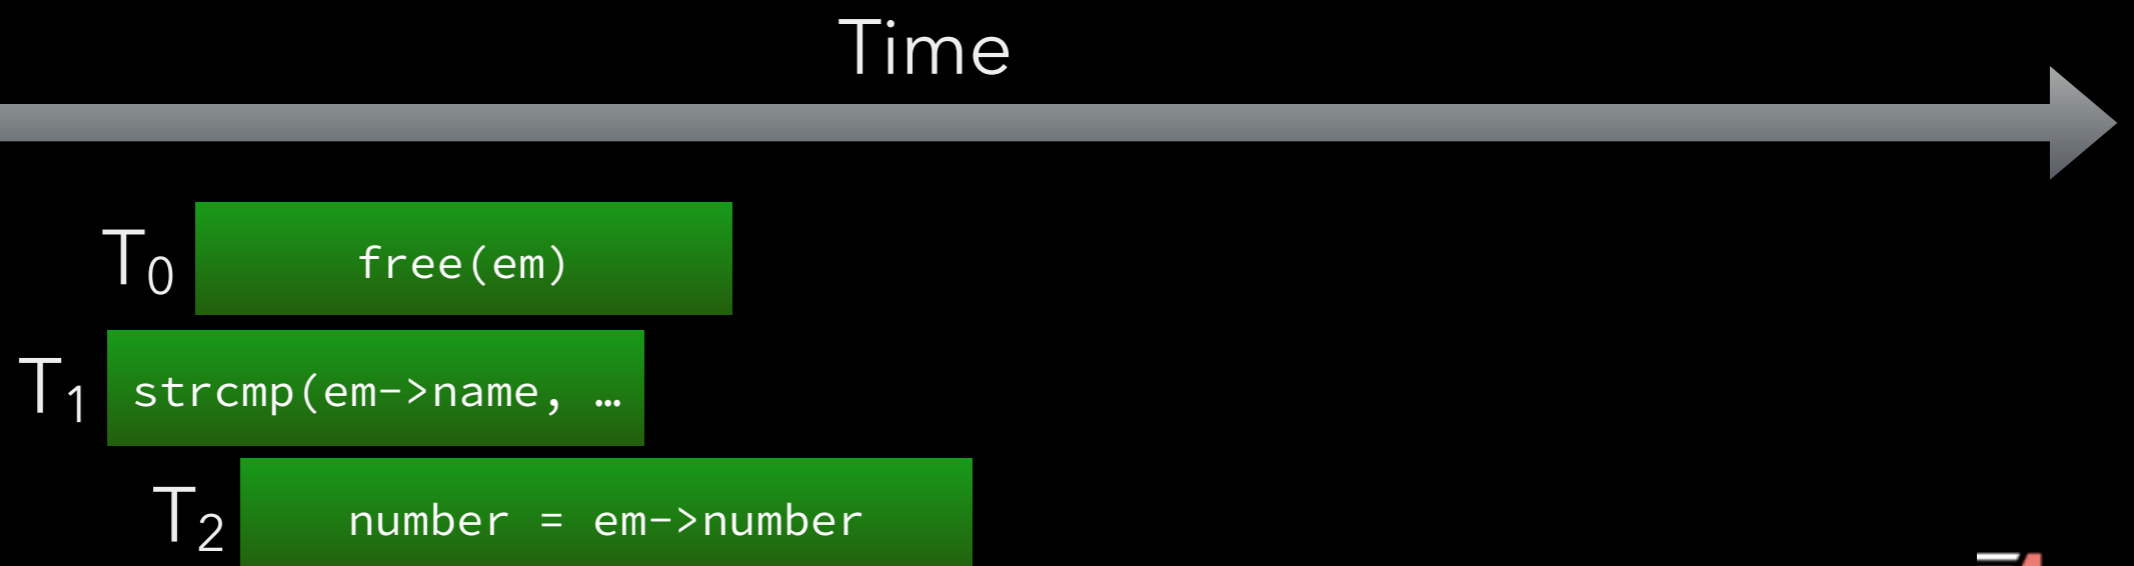 Time
T₀ free(em)
T₁ strcmp(em->name, …
T₂ number = em->number